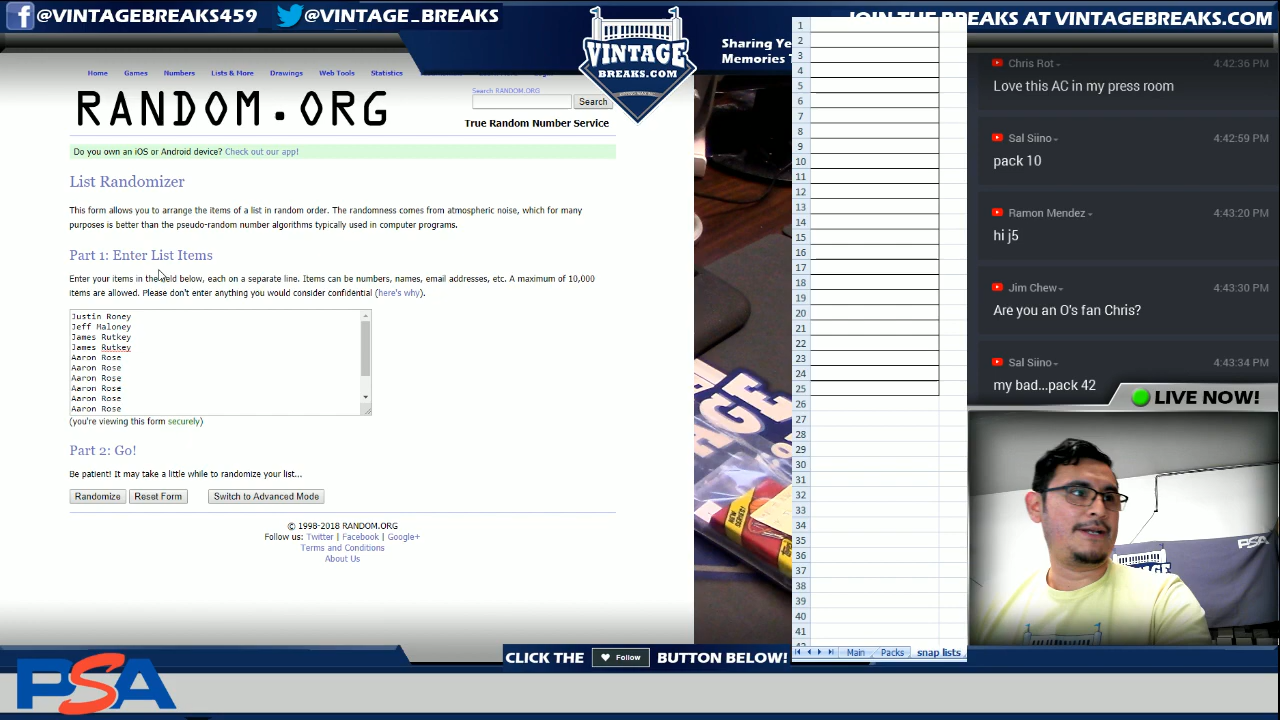 @VINTAGEBREAKS459
@VINTAGE_BREAKS
VINTAGE
BREAKS.COM
Sharing Ye
Memories T
JOIN THE BREAKS AT VINTAGEBREAKS.COM
Home Games Numbers Lists & More Drawings Web Tools Statistics
RANDOM.ORG
Search RANDOM.ORG
Search
True Random Number Service
Do you own an iOS or Android device? Check out our app!
List Randomizer
This form allows you to arrange the items of a list in random order. The randomness comes from atmospheric noise, which for many
purposes is better than the pseudo-random number algorithms typically used in computer programs.
Part 1: Enter List Items
Enter your items in the field below, each on a separate line. Items can be numbers, names, email addresses, etc. A maximum of 10,000
items are allowed. Please don't enter anything you would consider confidential (here's why).
Justin Roney
Jeff Maloney
James Rutkey
James Rutkey
Aaron Rose
Aaron Rose
Aaron Rose
Aaron Rose
Aaron Rose
Aaron Rose
(you're viewing this form securely)
Part 2: Go!
Be patient! It may take a little while to randomize your list...
Randomize Reset Form Switch to Advanced Mode
© 1998-2018 RANDOM.ORG
Follow us: Twitter | Facebook | Google+
Terms and Conditions
About Us
1
2
3
4
5
6
7
8
9
10
11
12
13
14
15
16
17
18
19
20
21
22
23
24
25
26
27
28
29
30
31
32
33
34
35
36
37
38
39
40
41
Main Packs snap lists
Chris Rot 4:42:36 PM
Love this AC in my press room
Sal Siino 4:42:59 PM
pack 10
Ramon Mendez 4:43:20 PM
hi j5
Jim Chew 4:43:30 PM
Are you an O's fan Chris?
Sal Siino 4:43:34 PM
my bad...pack 42
LIVE NOW!
PSA
CLICK THE Follow BUTTON BELOW!
PSA